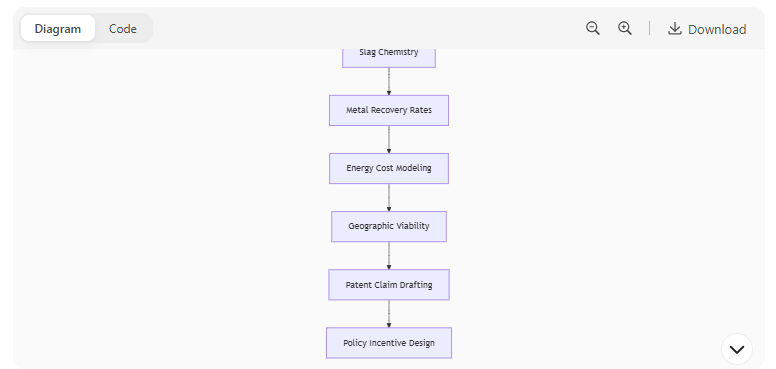 Diagram
Code
Download
Slag Chemistry
Metal Recovery Rates
Energy Cost Modeling
Geographic Viability
Patent Claim Drafting
Policy Incentive Design